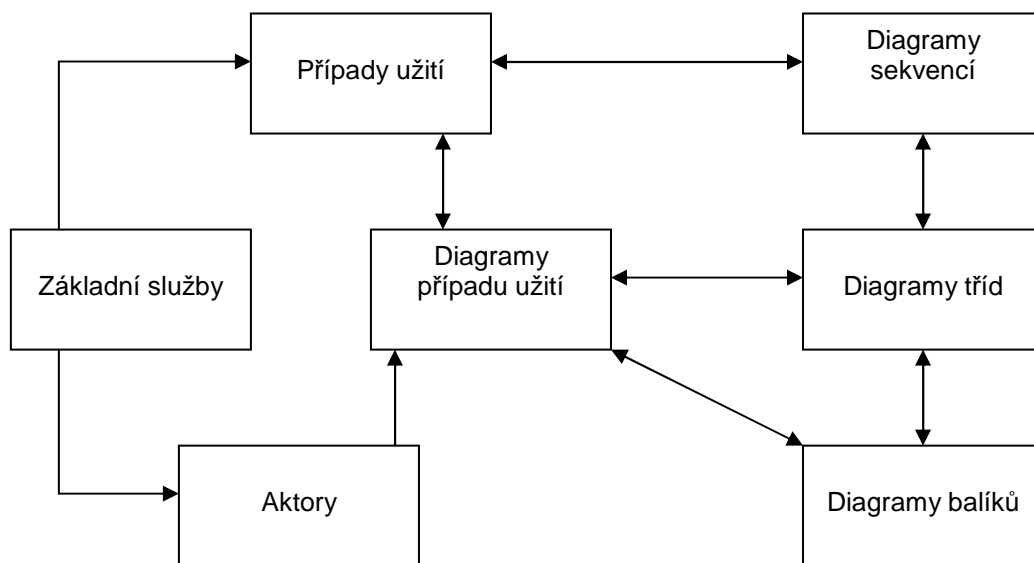 Případy užití
Diagramy
sekvencí
Základní služby
Diagramy
případu užití
Diagramy tříd
Aktory
Diagramy balíků